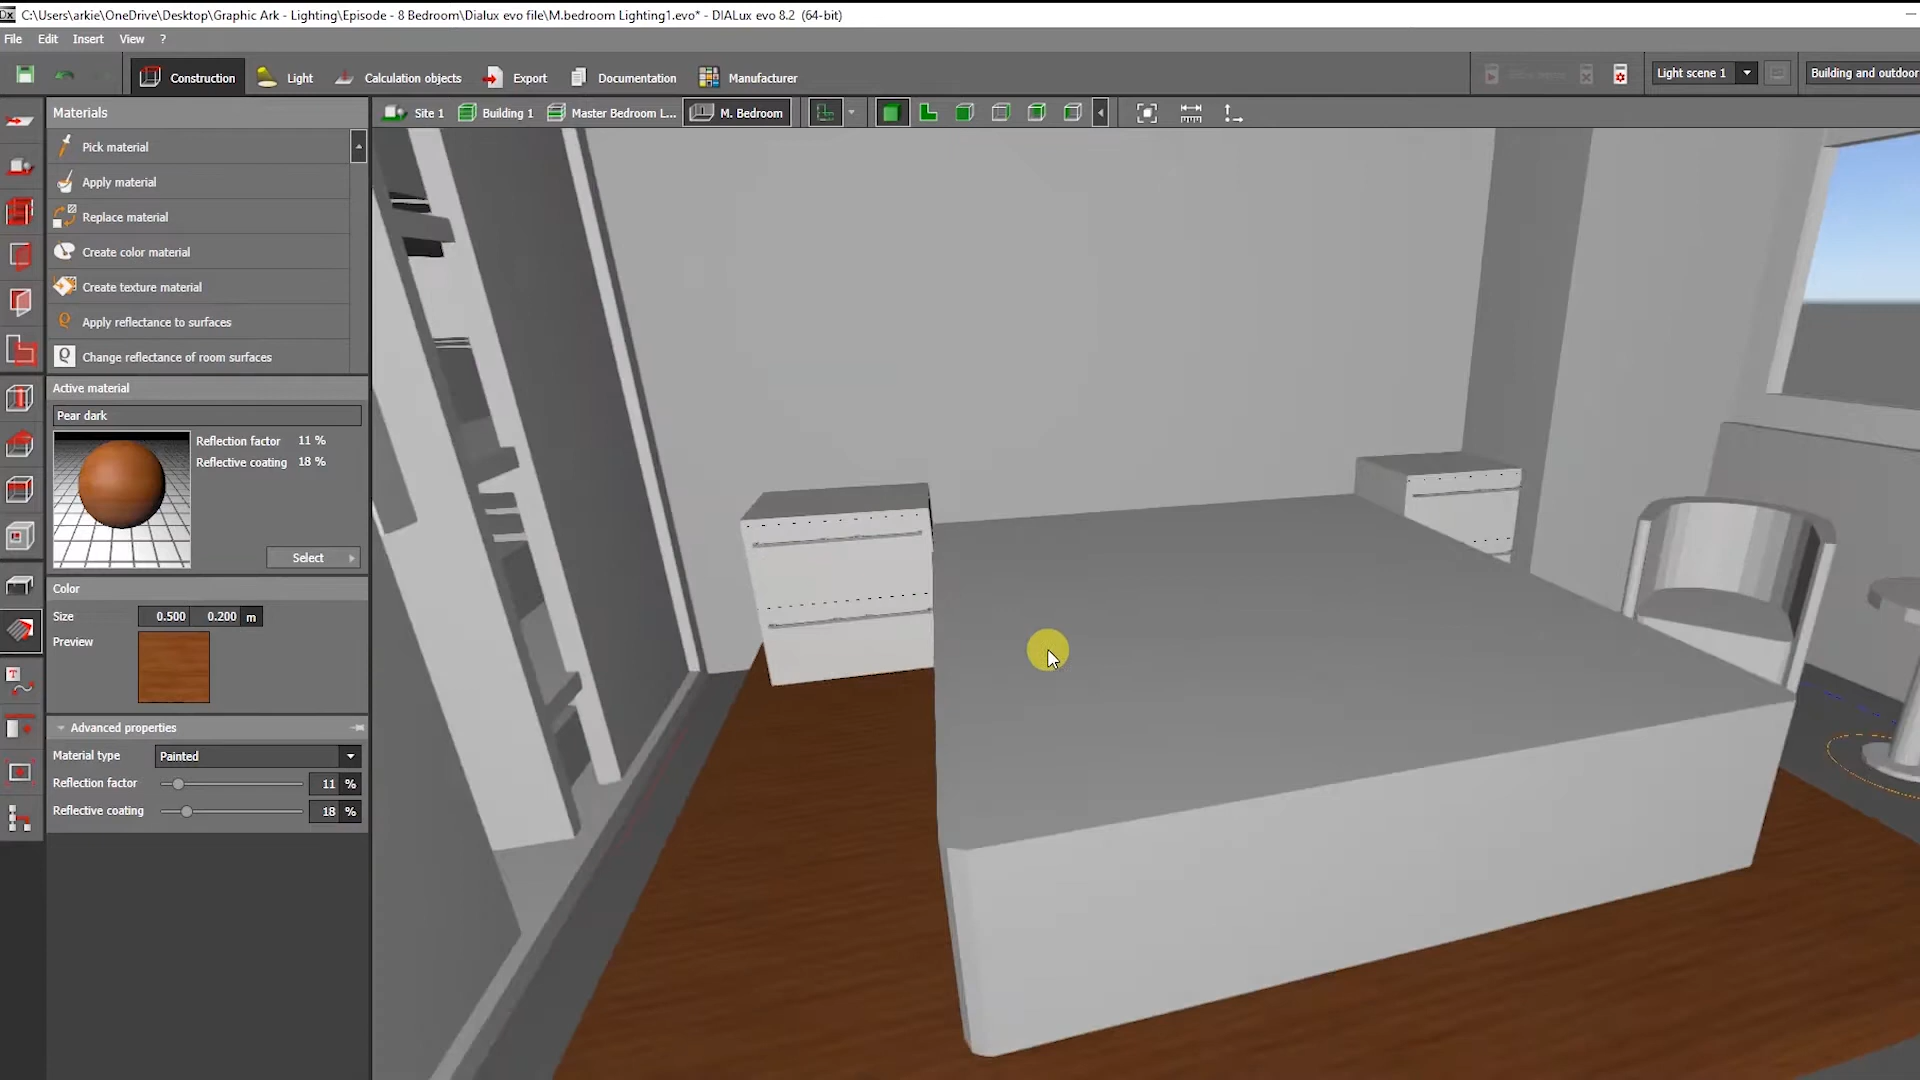 C:\Users\arkie\OneDrive\Desktop\Graphic Ark - Lighting\Episode - 8 Bedroom\Dialux evo file\M.bedroom Lighting1.evo* - DIALux evo 8.2 (64-bit)
File Edit Insert View ?
Construction Light Calculation objects Export Documentation Manufacturer Light scene 1 Building and outdoor
Materials Site 1 Building 1 Master Bedroom L... M. Bedroom
Pick material
Apply material
Replace material
Create color material
Create texture material
Apply reflectance to surfaces
Change reflectance of room surfaces
Active material
Pear dark
Reflection factor 11 %
Reflective coating 18 %
Select
Color
Size 0.500 0.200 m
Preview
Advanced properties
Material type Painted
Reflection factor 11 %
Reflective coating 18 %